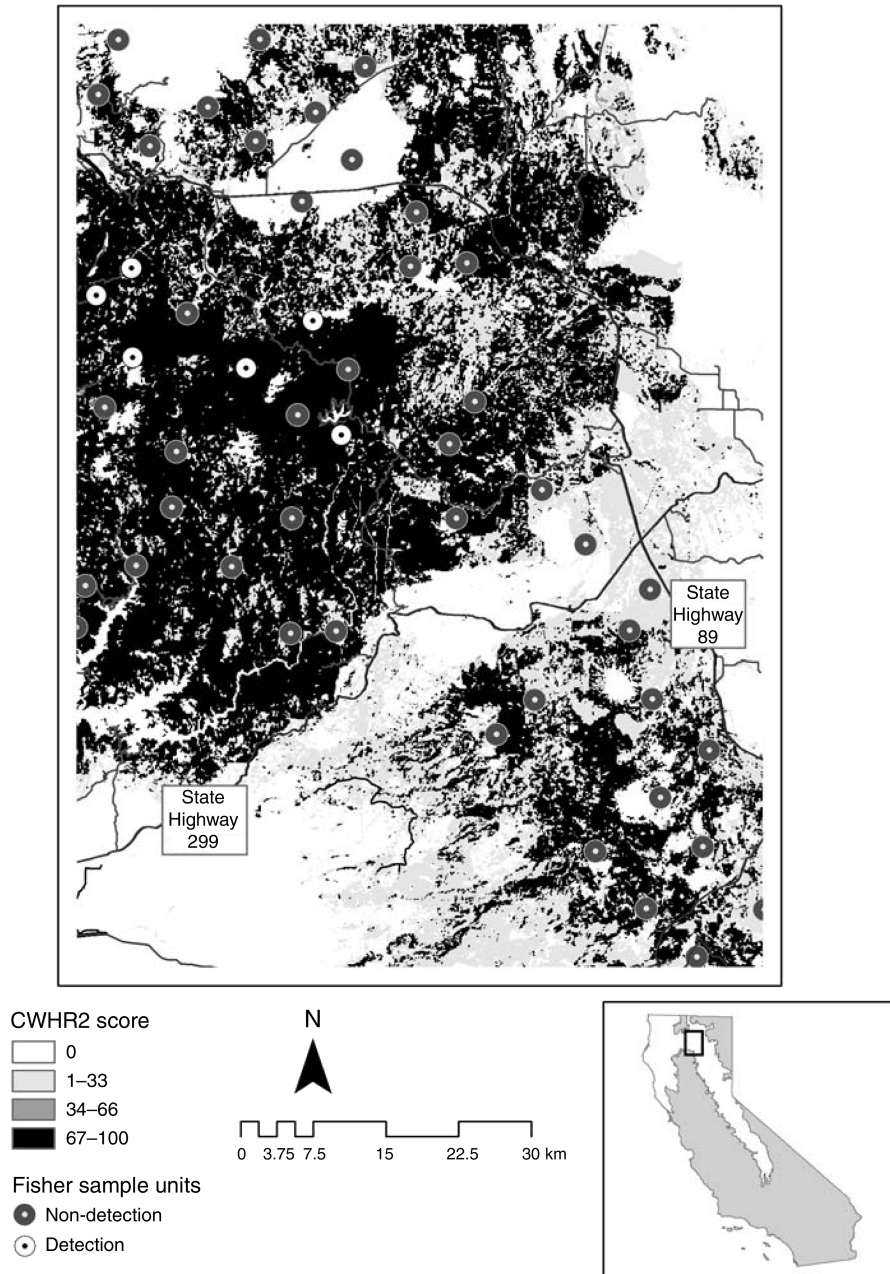 State
Highway
89
State
Highway
299
CWHR2 score
0
1–33
34–66
67–100
Fisher sample units
Non-detection
Detection
N
0 3.75 7.5 15 22.5 30 km